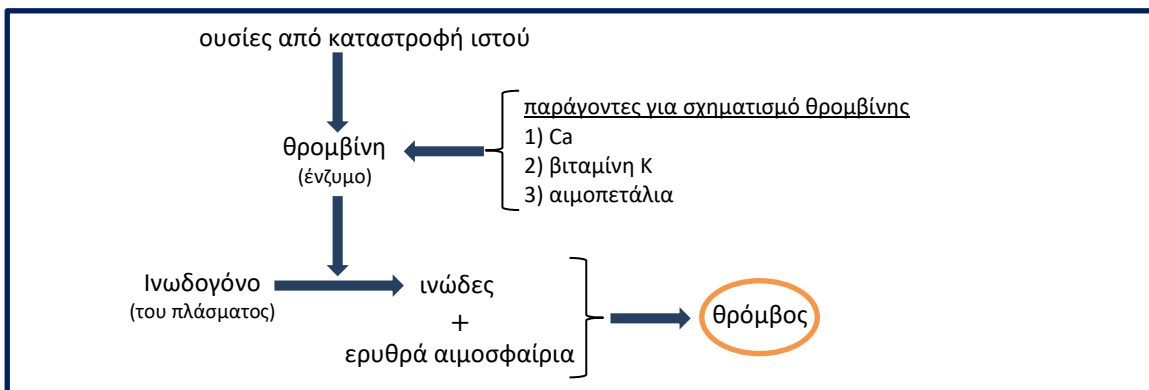 ουσίες από καταστροφή ιστού
παράγοντες για σχηματισμό θρομβίνης
1) Ca
θρομβίνη
2) βιταμίνη Κ
(ένζυμο)
3) αιμοπετάλια
Ινωδογόνο
ινώδες
(του πλάσματος)
+
θρόμβος
ερυθρά αιμοσφαίρια